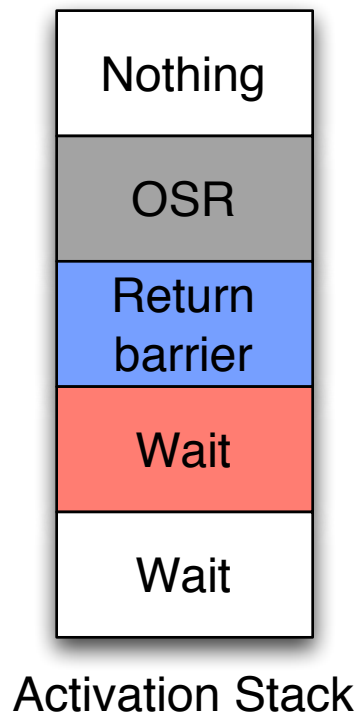 Nothing
OSR
Return
barrier
Wait
Wait
Activation Stack